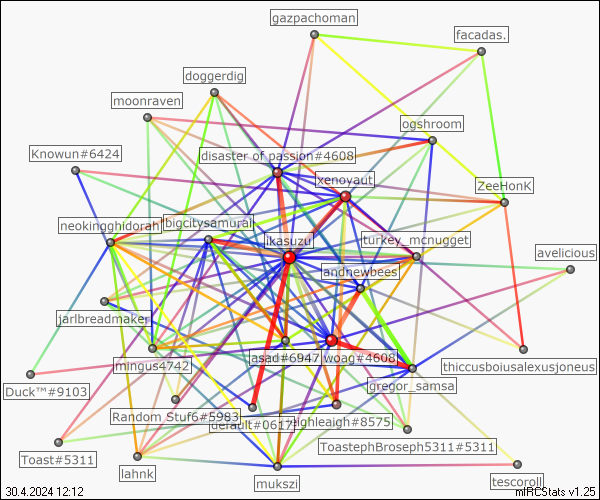 gazpachoman
facadas.
doggerdig
moonraven
ogshroom
Knowun#6424
disaster of passion#4608
xenoyaut
ZeeHonK
neokingghidorah
bigcitysamurai
ikasuzu
turkey_mcnugget
avelicious
andrewbees
jarlbreadmaker
mingus4742
asad#6947
woag#4608
thiccusboiusalexusjoneus
gregor_samsa
Duck™#9103
Random Stuf6#5983
default#0617
leighleaigh#8575
ToastephBroseph5311#5311
Toast#5311
lahnk
mukszi
tescoroll
30.4.2024 12:12
mIRCStats v1.25